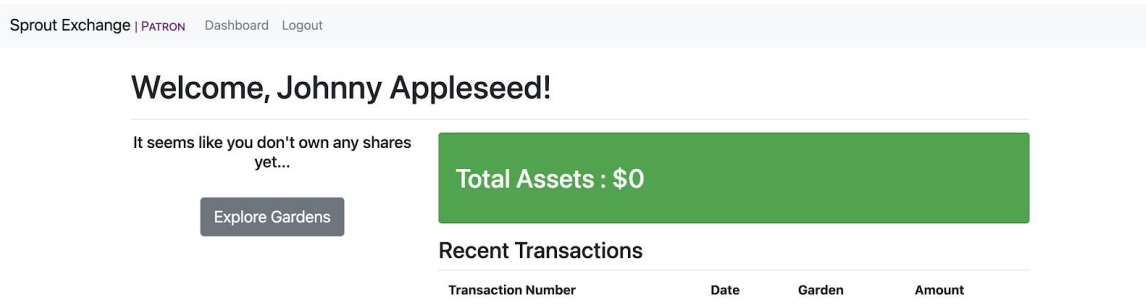 Sprout Exchange | PATRON Dashboard Logout
Welcome, Johnny Appleseed!
It seems like you don't own any shares
yet...
Explore Gardens
Total Assets : $0
Recent Transactions
Transaction Number Date Garden Amount